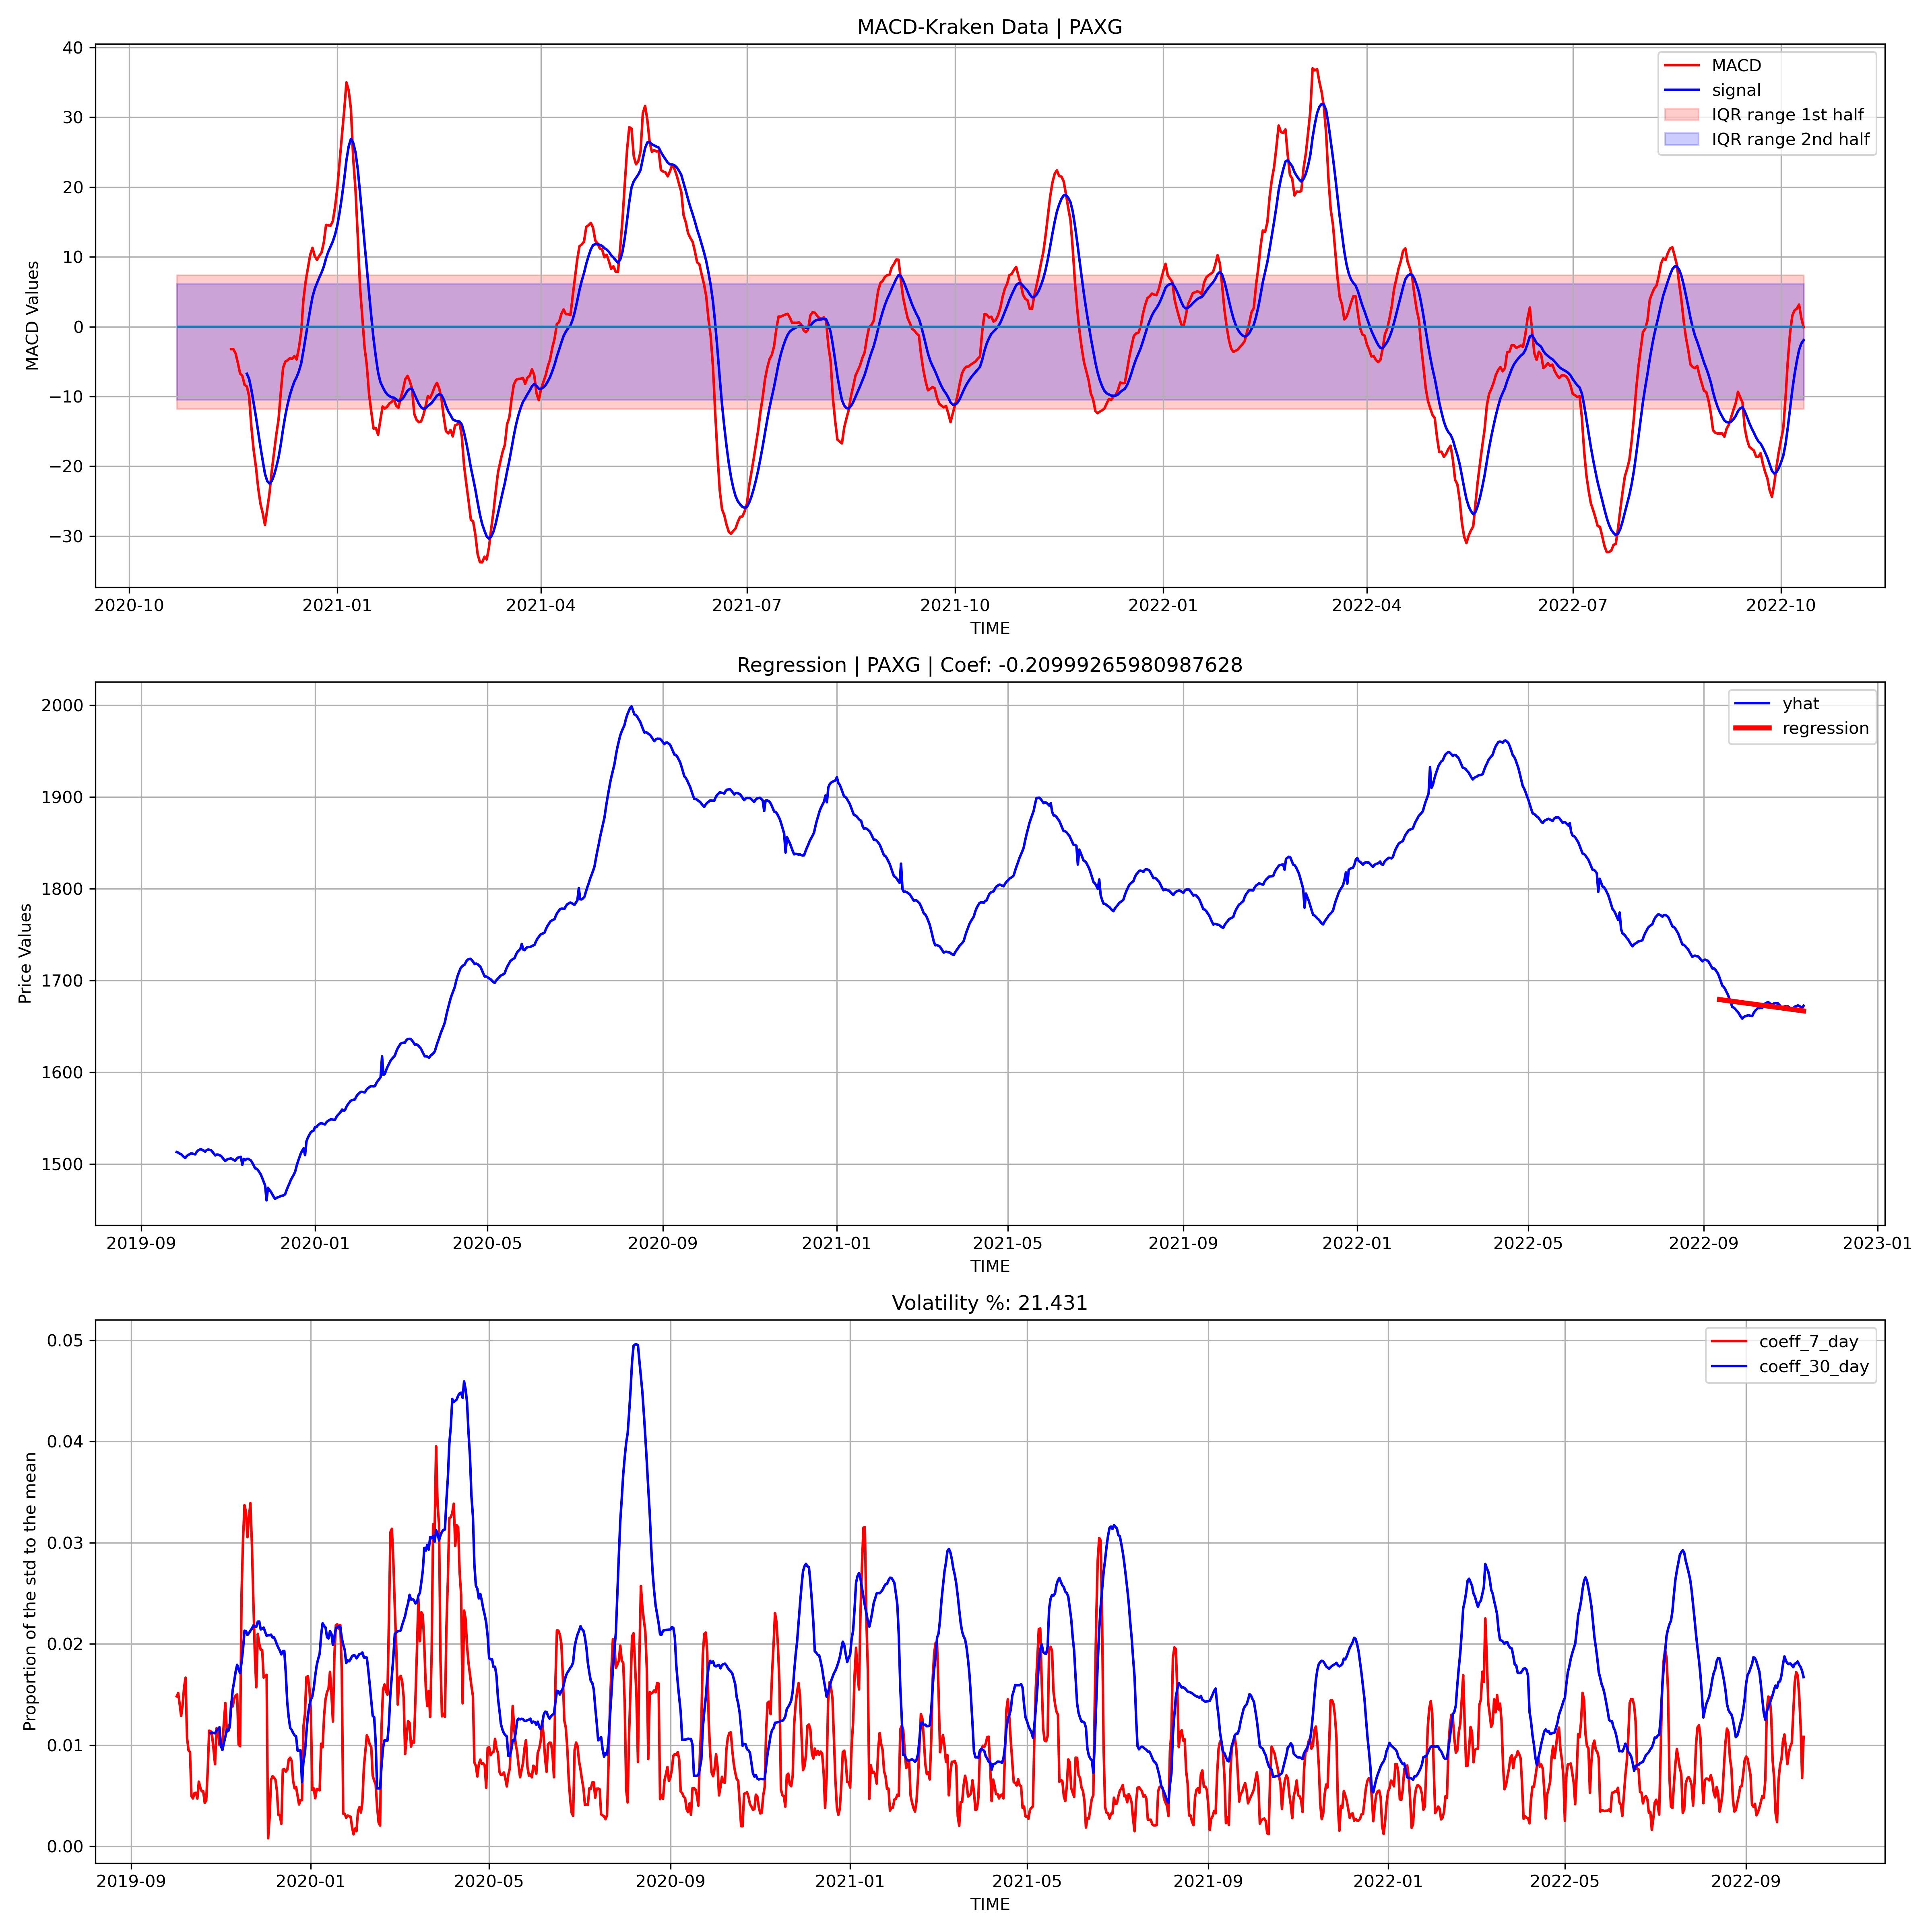 MACD-Kraken Data | PAXG
MACD Values
40
30
20
10
0
−10
−20
−30
MACD
signal
IQR range 1st half
IQR range 2nd half
2020-10 2021-01 2021-04 2021-07 2021-10 2022-01 2022-04 2022-07 2022-10
TIME
Regression | PAXG | Coef: -0.20999265980987628
Price Values
2000
1900
1800
1700
1600
1500
yhat
regression
2019-09 2020-01 2020-05 2020-09 2021-01 2021-05 2021-09 2022-01 2022-05 2022-09 2023-01
TIME
Volatility %: 21.431
Proportion of the std to the mean
0.05
0.04
0.03
0.02
0.01
0.00
coeff_7_day
coeff_30_day
2019-09 2020-01 2020-05 2020-09 2021-01 2021-05 2021-09 2022-01 2022-05 2022-09
TIME